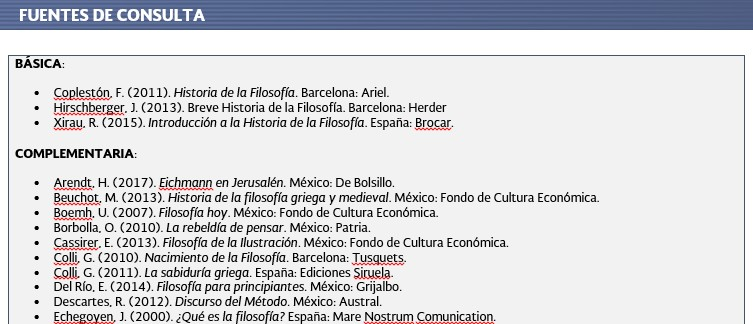 FUENTES DE CONSULTA
BÁSICA:
• Coplestón, F. (2011). Historia de la Filosofía. Barcelona: Ariel.
• Hirschberger, J. (2013). Breve Historia de la Filosofía. Barcelona: Herder
• Xirau, R. (2015). Introducción a la Historia de la Filosofía. España: Brocar.
COMPLEMENTARIA:
• Arendt, H. (2017). Eichmann en Jerusalén. México: De Bolsillo.
• Beuchot, M. (2013). Historia de la filosofía griega y medieval. México: Fondo de Cultura Económica.
• Boemh, U. (2007). Filosofía hoy. México: Fondo de Cultura Económica.
• Borbolla, O. (2010). La rebeldía de pensar. México: Patria.
• Cassirer, E. (2013). Filosofía de la Ilustración. México: Fondo de Cultura Económica.
• Colli, G. (2010). Nacimiento de la Filosofía. Barcelona: Tusquets.
• Colli, G. (2011). La sabiduría griega. España: Ediciones Siruela.
• Del Río, E. (2014). Filosofía para principiantes. México: Grijalbo.
• Descartes, R. (2012). Discurso del Método. México: Austral.
• Echegoyen, J. (2000). ¿Qué es la filosofía? España: Mare Nostrum Comunication.